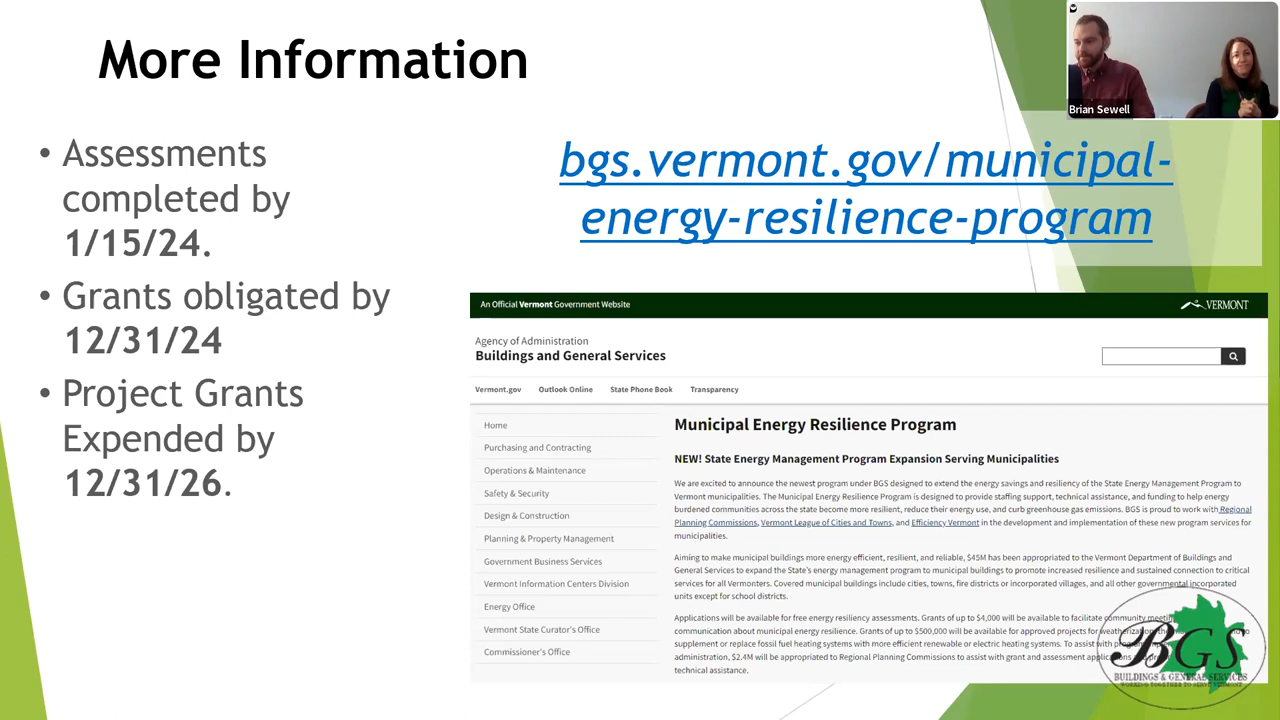 More Information
Brian Sewell
• Assessments
completed by
1/15/24.
• Grants obligated by
12/31/24
• Project Grants
Expended by
12/31/26.
bgs.vermont.gov/municipal-
energy-resilience-program
An Official Vermont Government Website
VERMONT
Agency of Administration
Buildings and General Services
Vermont.gov Outlook Online State Phone Book Transparency
Home
Purchasing and Contracting
Operations & Maintenance
Safety & Security
Design & Construction
Planning & Property Management
Government Business Services
Vermont Information Centers Division
Energy Office
Vermont State Curator's Office
Commissioner's Office
Municipal Energy Resilience Program
NEW! State Energy Management Program Expansion Serving Municipalities
We are excited to announce the newest program under BGS designed to extend the energy savings and resiliency of the State Energy Management Program to
Vermont municipalities. The Municipal Energy Resilience Program is designed to provide staffing support, technical assistance, and funding to help energy
burdened communities across the state become more resilient, reduce their energy use, and curb greenhouse gas emissions. BGS is proud to work with Regional
Planning Commissions, Vermont League of Cities and Towns, and Efficiency Vermont in the development and implementation of these new program services for
municipalities.
Aiming to make municipal buildings more energy efficient, resilient, and reliable, $45M has been appropriated to the Vermont Department of Buildings and
General Services to expand the State's energy management program to municipal buildings to promote increased resilience and sustained connection to critical
services for all Vermonters. Covered municipal buildings include cities, towns, fire districts or incorporated villages, and all other governmental incorporated
units except for school districts.
Applications will be available for free energy resiliency assessments. Grants of up to $4,000 will be available to facilitate community
communication about municipal energy resilience. Grants of up to $500,000 will be available for approved projects for
supplement or replace fossil fuel heating systems with more efficient renewable or electric heating systems. To assist with
administration, $2.4M will be appropriated to Regional Planning Commissions to assist with grant and assessment
technical assistance.
BGS
BUILDINGS & GENERAL SERVICES
WORKING TOGETHER TO SERVE VERMONT